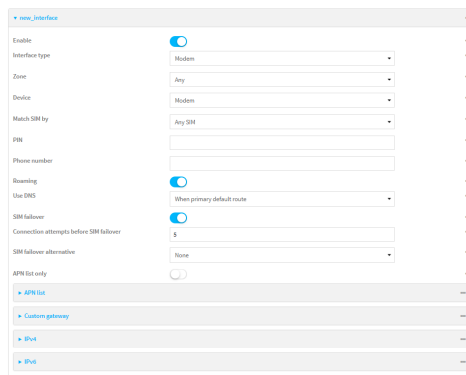 new_interface
Enable
Interface type Modem
Zone Any
Device Modem
Match SIM by Any SIM
PIN
Phone number
Roaming
Use DNS When primary default route
SIM failover
Connection attempts before SIM failover 5
SIM failover alternative None
APN list only
APN list
Custom gateway
IPv4
IPv6